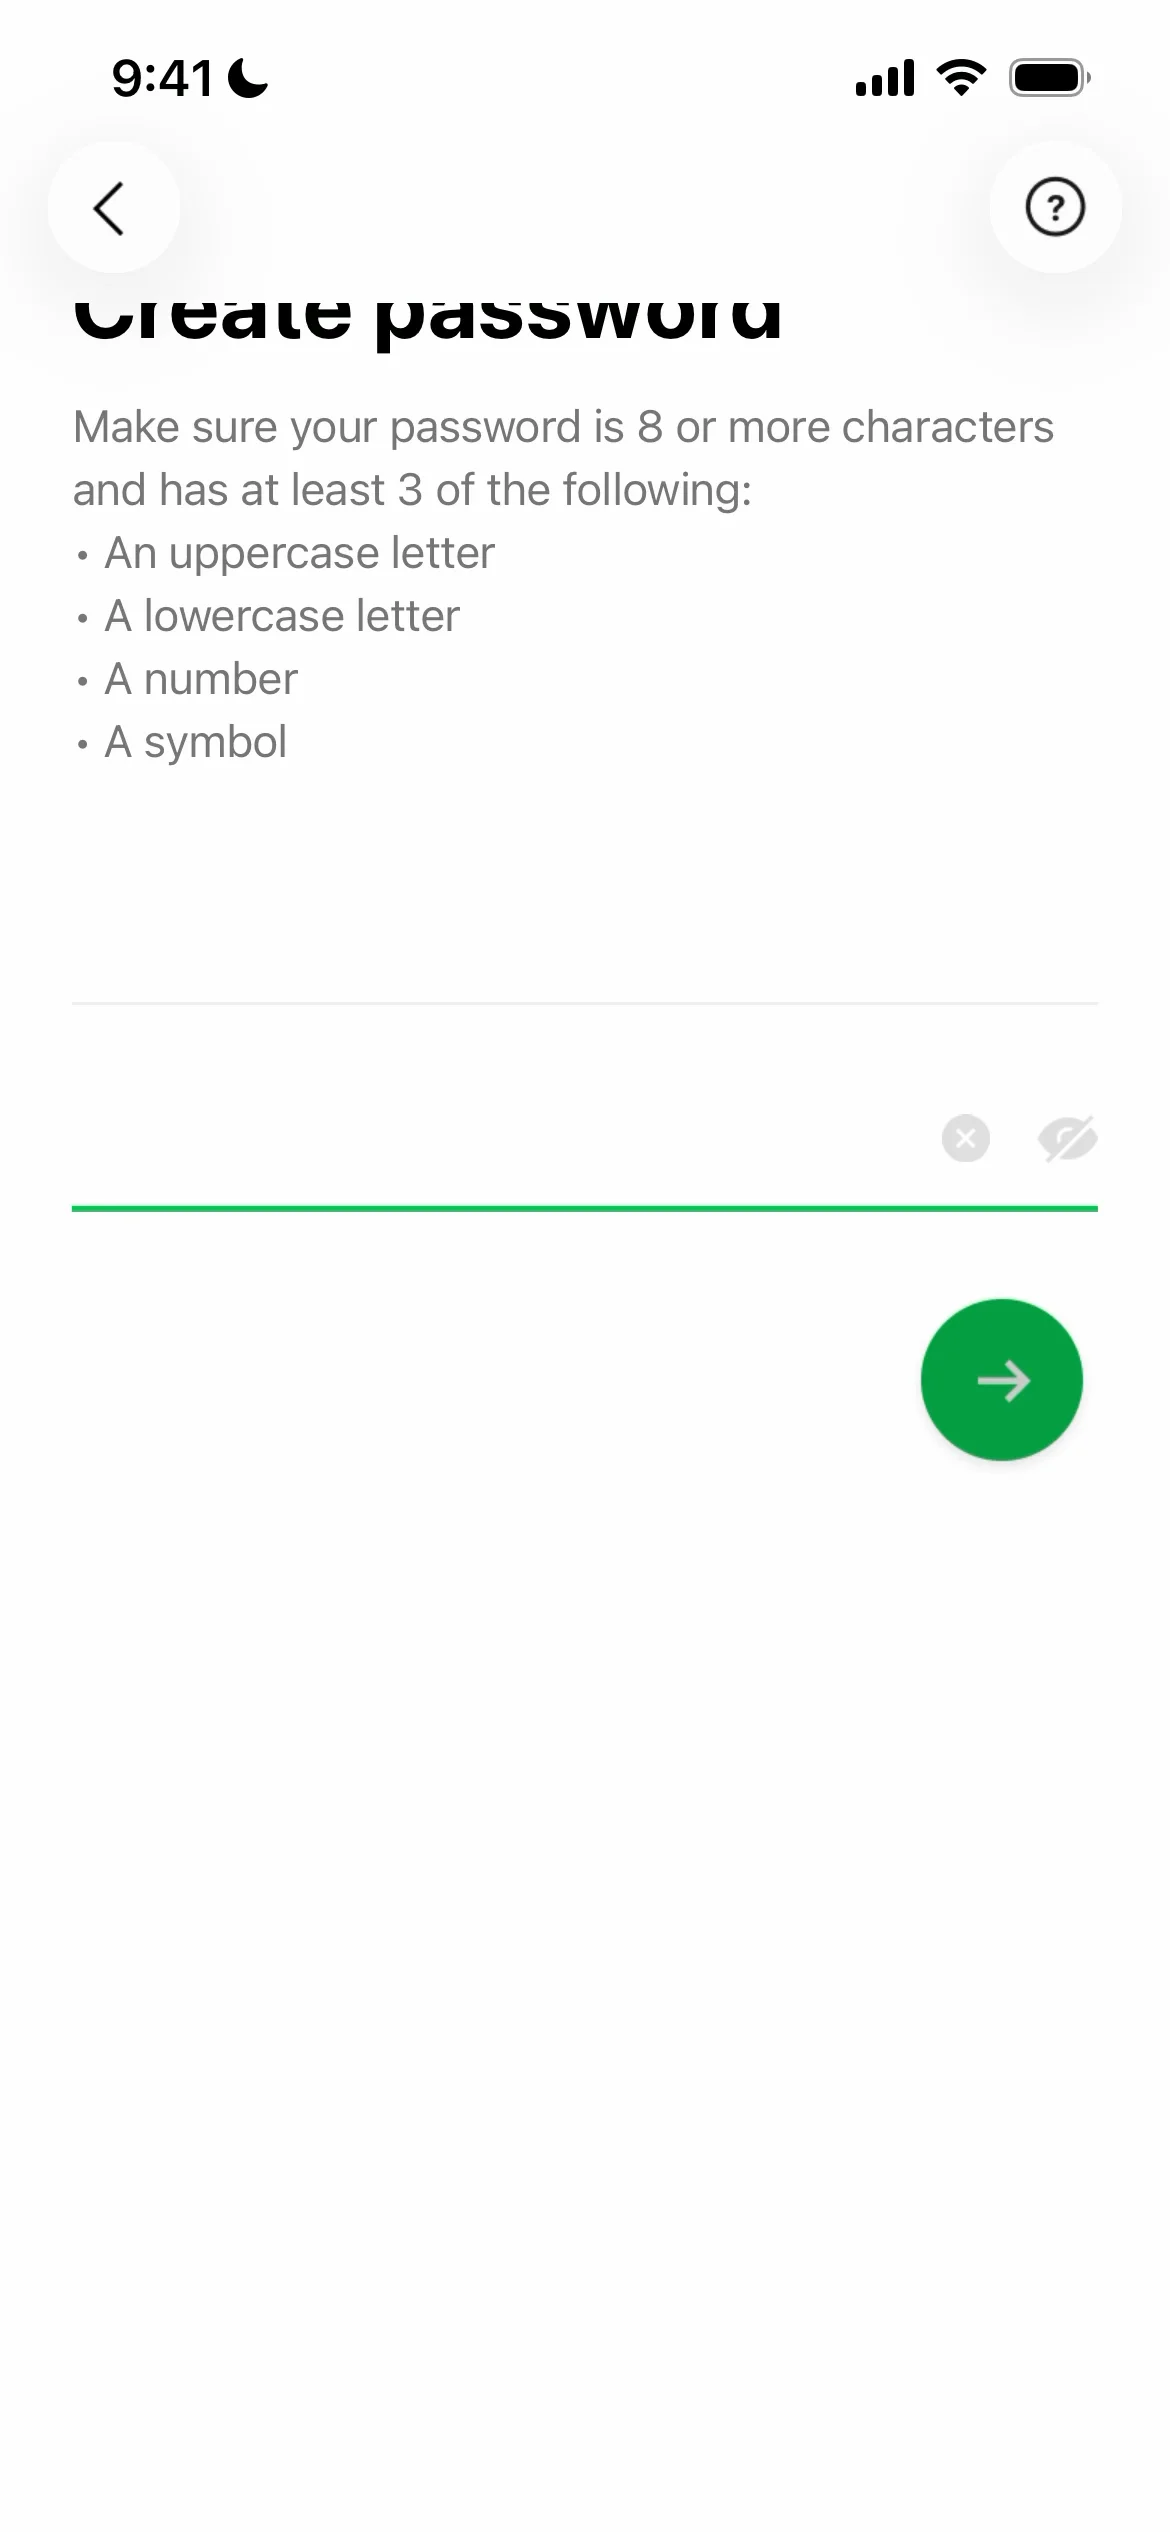 9:41
?
Create password
Make sure your password is 8 or more characters
and has at least 3 of the following:
• An uppercase letter
• A lowercase letter
• A number
• A symbol